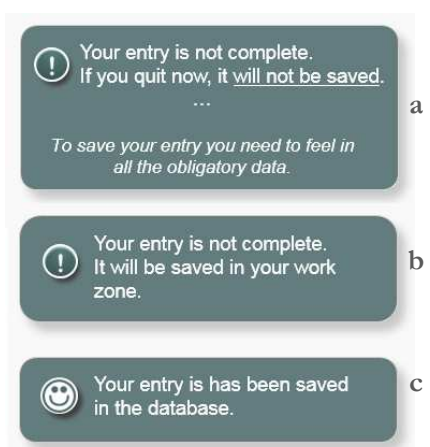 Your entry is not complete.
If you quit now, it will not be saved.
...
To save your entry you need to feel in
all the obligatory data.
a
Your entry is not complete.
It will be saved in your work
zone.
b
Your entry is has been saved
in the database.
c